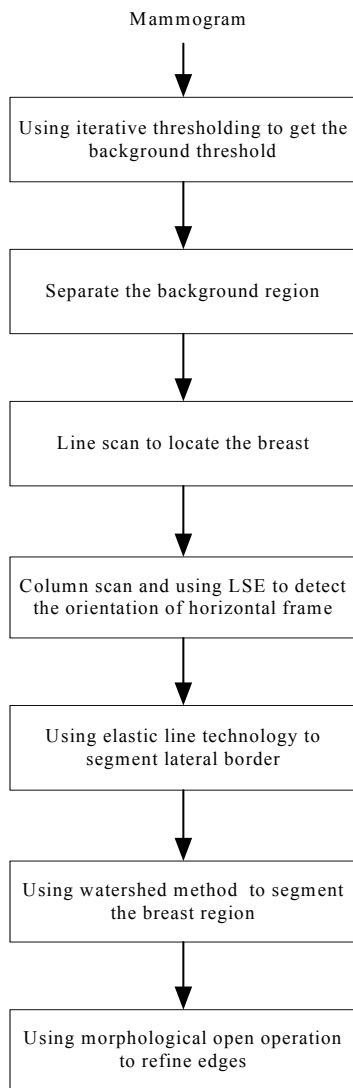 Mammogram
Using iterative thresholding to get the
background threshold
Separate the background region
Line scan to locate the breast
Column scan and using LSE to detect
the orientation of horizontal frame
Using elastic line technology to
segment lateral border
Using watershed method to segment
the breast region
Using morphological open operation
to refine edges